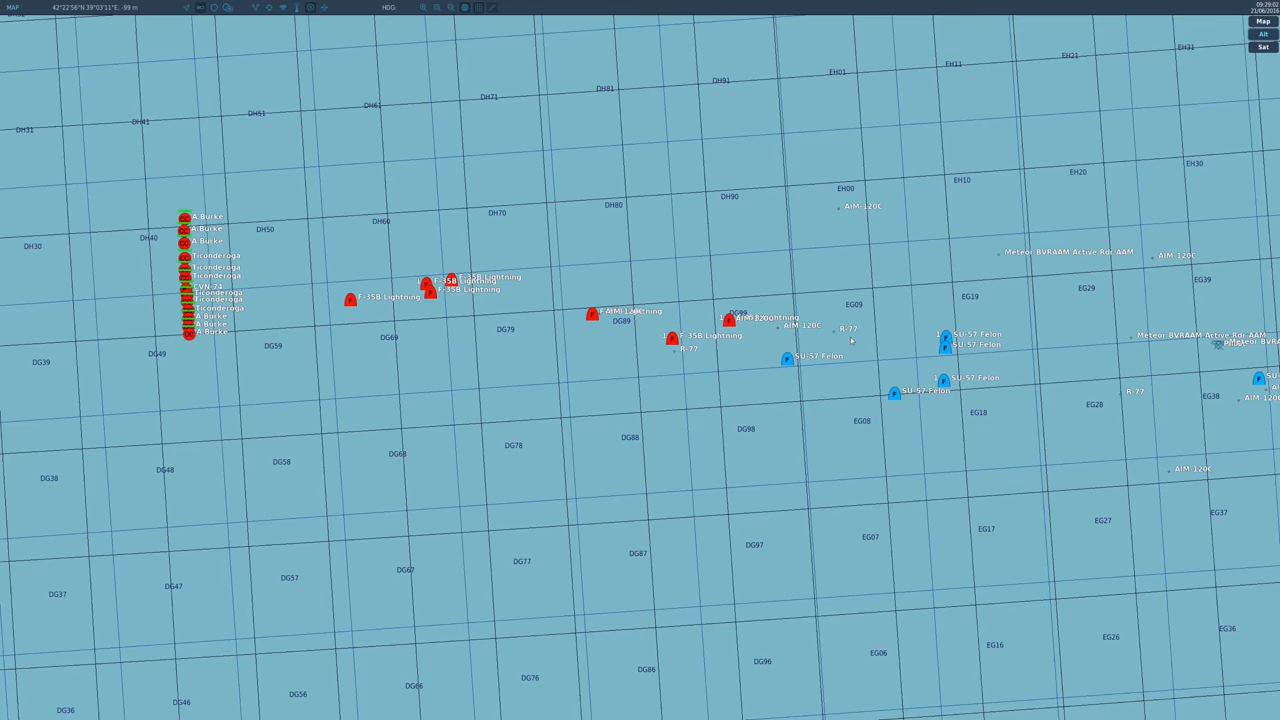 MAP
42°22'56"N 39°03'11"E, -99 m
HDG:
09:29:02
21/06/2016
Map
Alt
Sat
EH31
EH21
EH11
EH01
DH91
DH81
DH71
DH61
DH51
DH41
DH31
EH30
EH20
EH10
EH00
AIM-120C
DH90
DH80
DH70
DH60
DH50
DH40
DH30
A.Burke
A.Burke
A.Burke
Ticonderoga
Ticonderoga
Ticonderoga
CVN-74
Ticonderoga
Ticonderoga
Ticonderoga
A.Burke
A.Burke
A.Burke
Meteor BVRAAM Active Rdr AAM
AIM-120C
EG39
EG29
EG19
EG09
F-35B Lightning
F-35B Lightning
F-35B Lightning
F-35B Lightning
DG89
DG99
AIM-120C
R-77
F-35B Lightning
R-77
SU-57 Felon
SU-57 Felon
SU-57 Felon
SU-57 Felon
SU-57 Felon
Meteor BVRAAM Active Rdr AAM
DG79
DG69
DG59
DG49
DG39
R-77
EG38
AIM-120C
EG28
EG18
EG08
DG98
DG88
DG78
DG68
DG58
DG48
DG38
AIM-120C
EG37
EG27
EG17
EG07
DG97
DG87
DG77
DG67
DG57
DG47
DG37
EG36
EG26
EG16
EG06
DG96
DG86
DG76
DG66
DG56
DG46
DG36